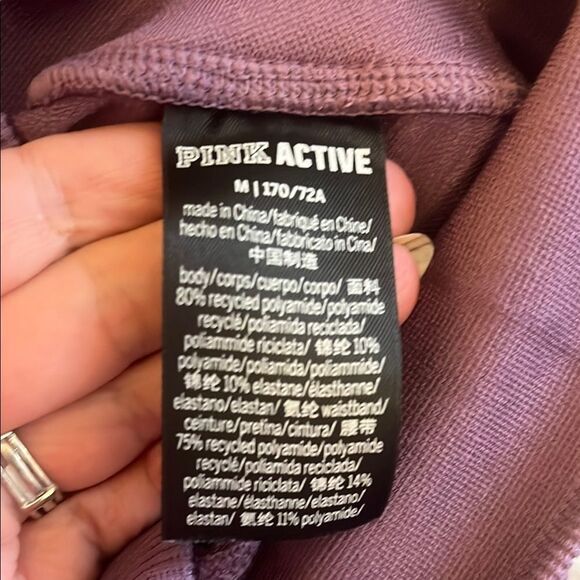 PINK ACTIVE
M | 170/72A
made in China/fabriqué en Chine/
hecho en China/fabbricato in Cina/
中国制造
body/corps/cuerpo/corpo/ 面料
80% recycled polyamide/polyamide
recyclé/poliamida reciclada/
poliammide riciclata/ 锦纶 10%
polyamide/poliamida/poliammide/
锦纶 10% elastane/élasthanne/
elastano/elastan/ 氨纶 waistband/
ceinture/pretina/cintura/ 腰带
75% recycled polyamide/polyamide
recyclé/poliamida reciclada/
poliammide riciclata/ 锦纶 14%
elastane/élasthanne/elastano/
elastan/ 氨纶 11% polyamide/